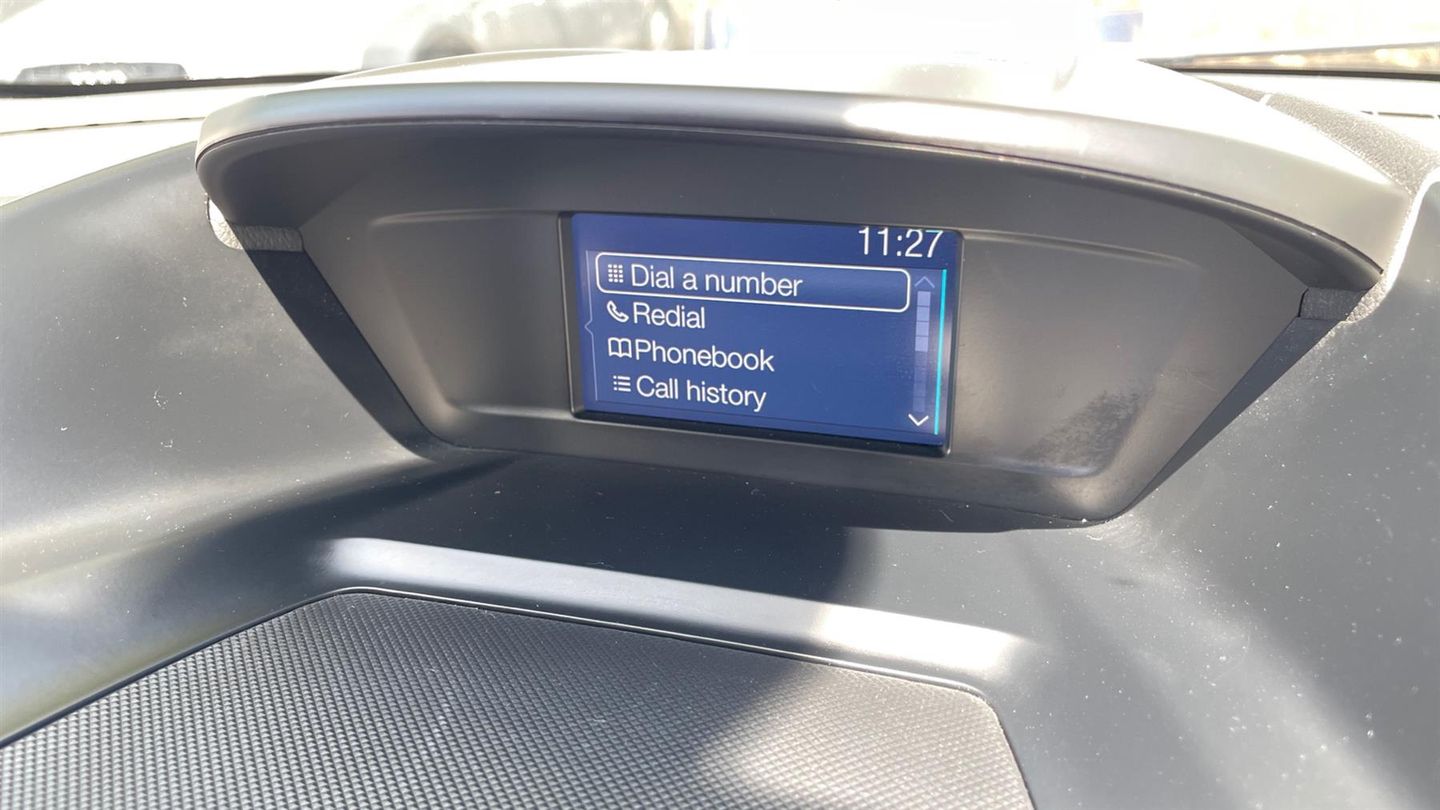 11:27
Dial a number
Redial
Phonebook
Call history